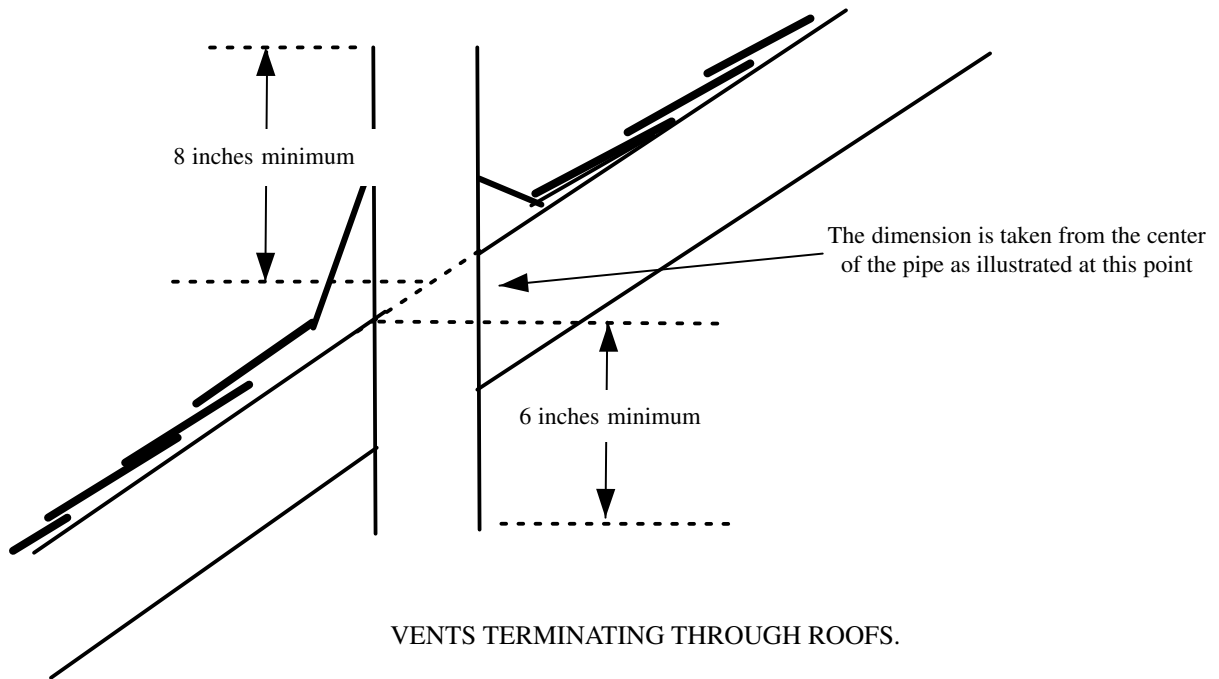 8 inches minimum
The dimension is taken from the center
of the pipe as illustrated at this point
6 inches minimum
VENTS TERMINATING THROUGH ROOFS.